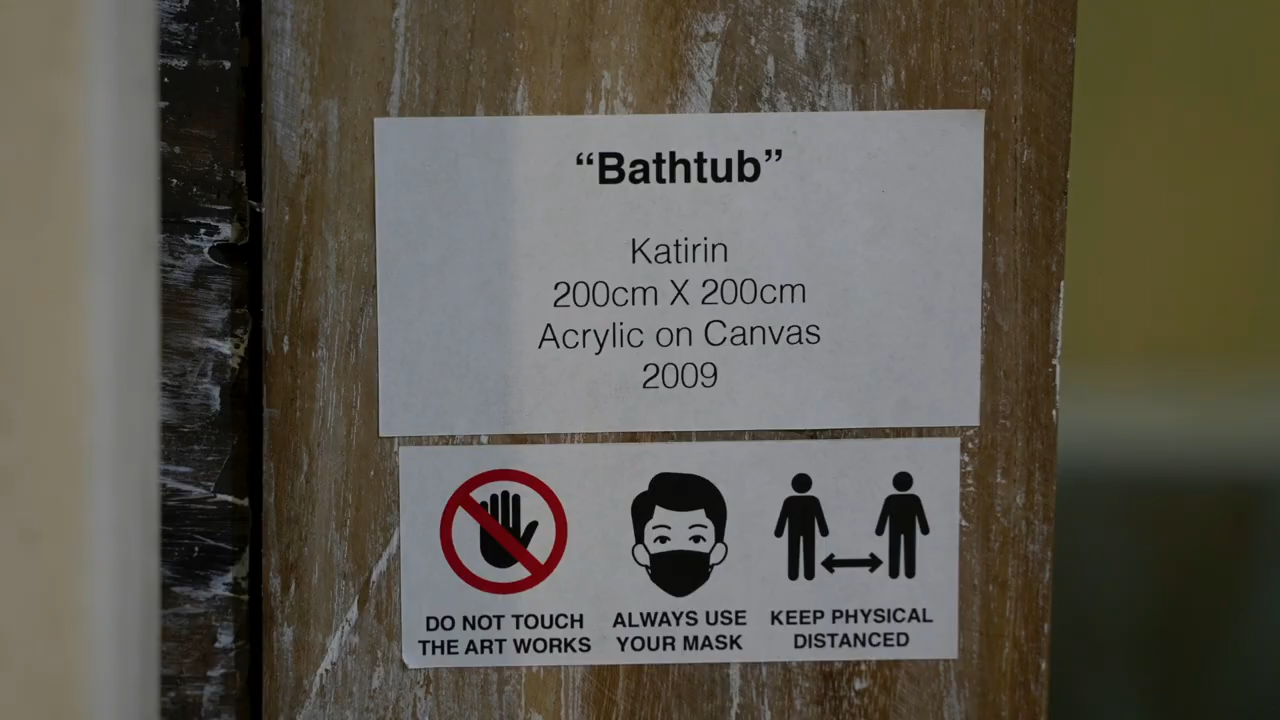 “Bathtub”
Katirin
200cm X 200cm
Acrylic on Canvas
2009
DO NOT TOUCH
THE ART WORKS
ALWAYS USE
YOUR MASK
KEEP PHYSICAL
DISTANCED